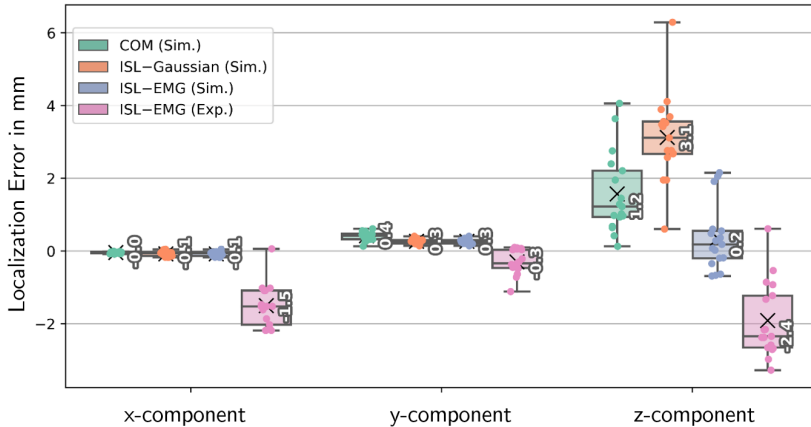 Localization Error in mm
6
4
2
0
−2
COM (Sim.)
ISL−Gaussian (Sim.)
ISL−EMG (Sim.)
ISL−EMG (Exp.)
-0.0
-0.1
-0.1
-1.5
0.4
0.3
0.3
-0.3
1.2
3.1
0.2
-2.4
x-component
y-component
z-component